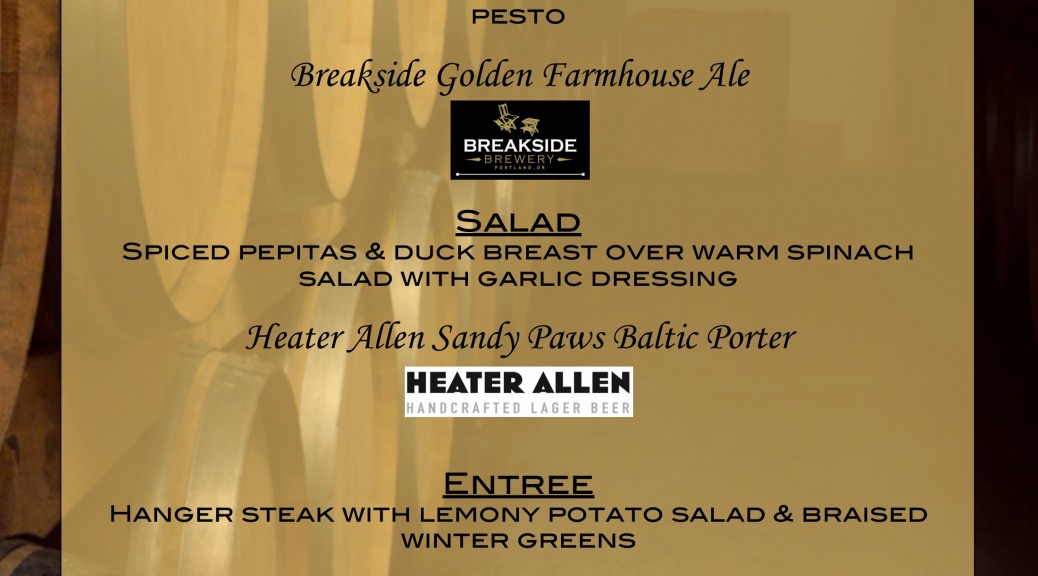 PESTO
Breakside Golden Farmhouse Ale
BREAKSIDE
BREWERY
PORTLAND, OR
SALAD
SPICED PEPITAS & DUCK BREAST OVER WARM SPINACH
SALAD WITH GARLIC DRESSING
Heater Allen Sandy Paws Baltic Porter
HEATER ALLEN
HANDCRAFTED LAGER BEER
ENTREE
HANGER STEAK WITH LEMONY POTATO SALAD & BRAISED
WINTER GREENS